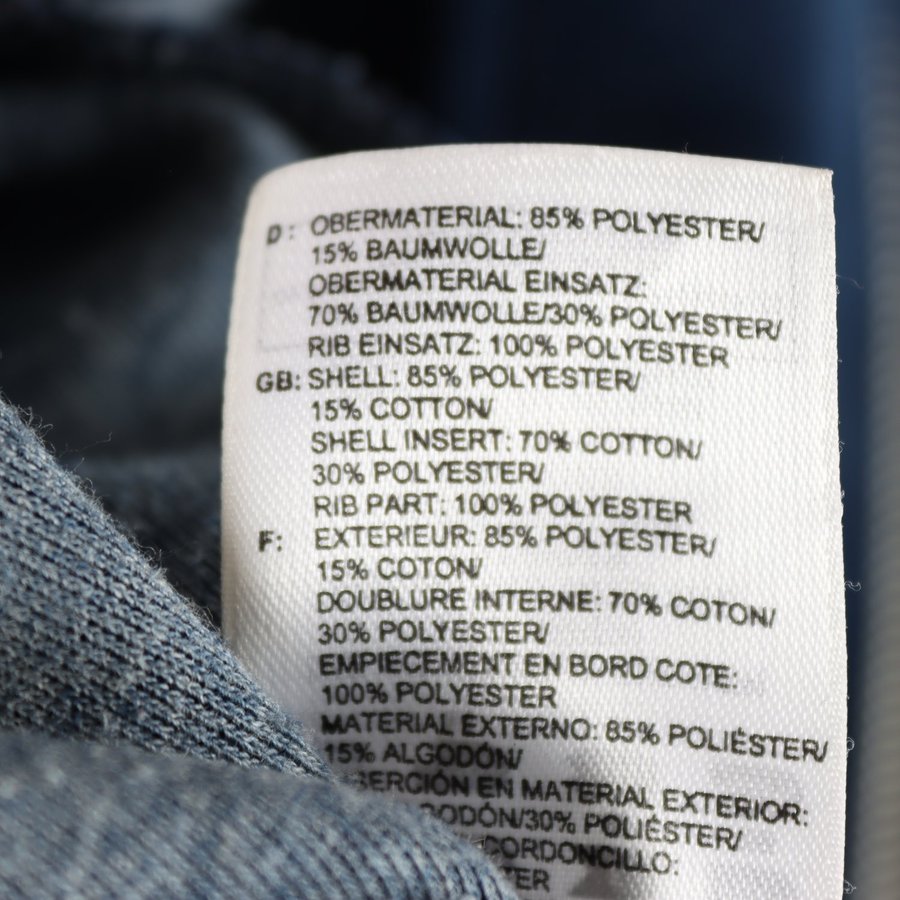 D: OBERMATERIAL: 85% POLYESTER/
15% BAUMWOLLE/
OBERMATERIAL EINSATZ:
70% BAUMWOLLE/30% POLYESTER/
RIB EINSATZ: 100% POLYESTER
GB: SHELL: 85% POLYESTER/
15% COTTON/
SHELL INSERT: 70% COTTON/
30% POLYESTER/
RIB PART: 100% POLYESTER
F: EXTERIEUR: 85% POLYESTER/
15% COTON/
DOUBLURE INTERNE: 70% COTON/
30% POLYESTER/
EMPIECEMENT EN BORD COTE:
100% POLYESTER
MATERIAL EXTERNO: 85% POLIÉSTER/
15% ALGODÓN/
EN MATERIAL EXTERIOR:
30% POLIÉSTER/
CORDONCILLO: